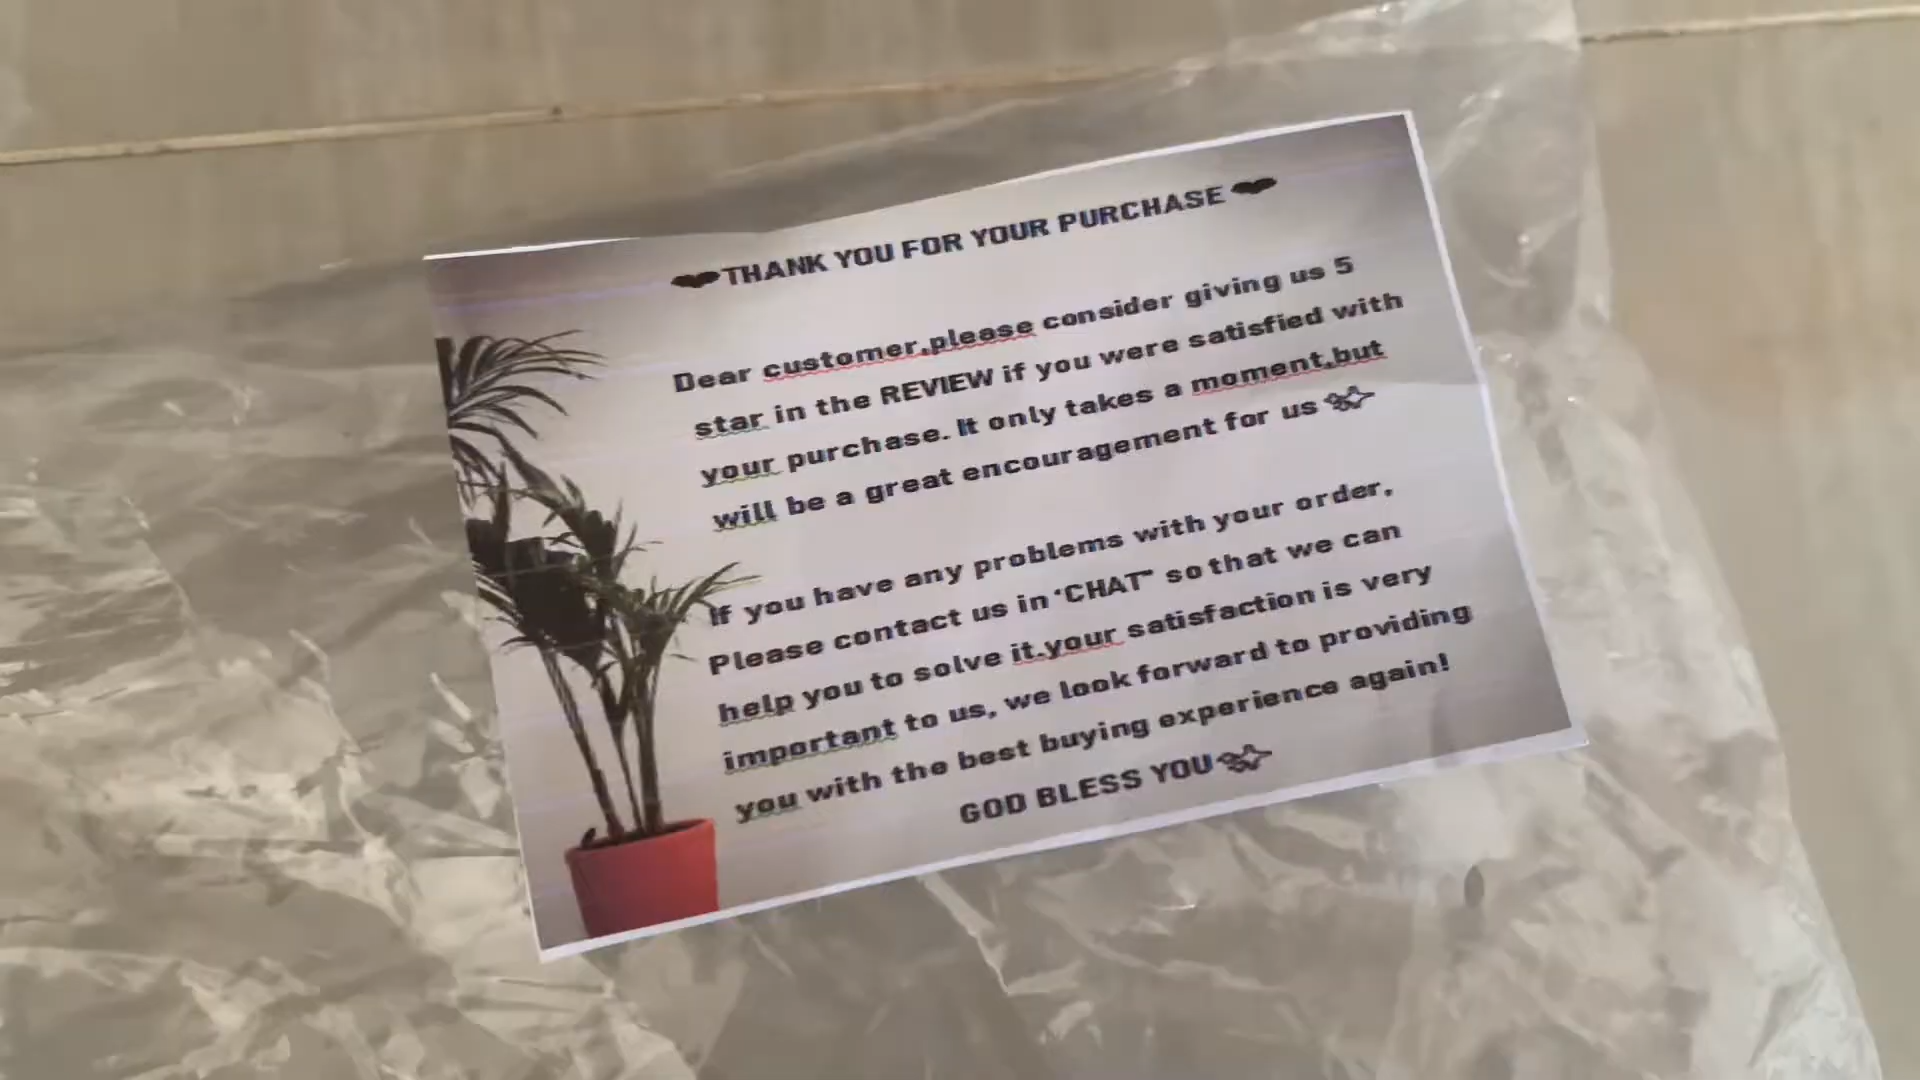 THANK YOU FOR YOUR PURCHASE
Dear customer,please consider giving us 5
star in the REVIEW if you were satisfied with
your purchase. It only takes a moment,but
will be a great encouragement for us
If you have any problems with your order,
Please contact us in "CHAT" so that we can
help you to solve it.your satisfaction is very
important to us, we look forward to providing
you with the best buying experience again!
GOD BLESS YOU